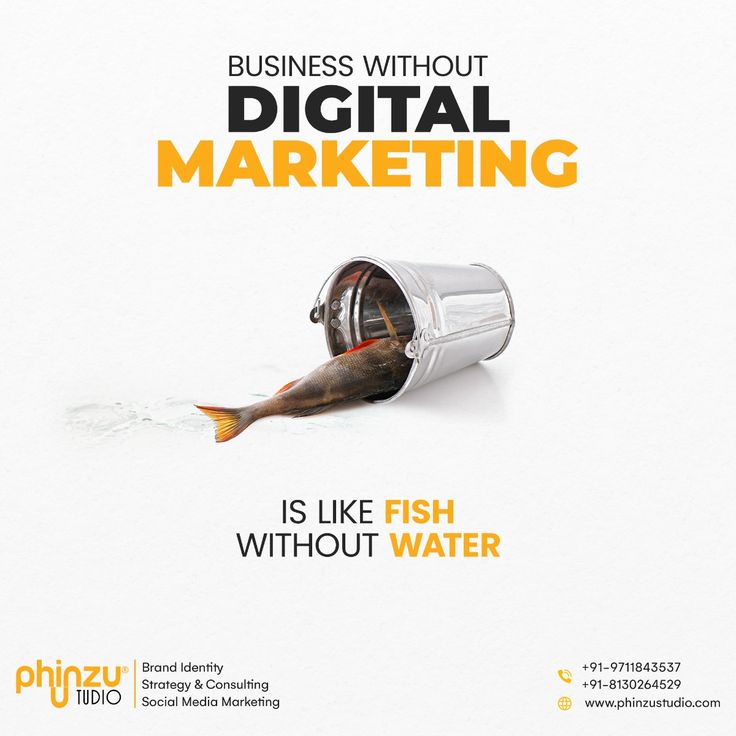 BUSINESS WITHOUT
DIGITAL
MARKETING
IS LIKE FISH
WITHOUT WATER
phinzu®
STUDIO
Brand Identity
Strategy & Consulting
Social Media Marketing
+91-9711843537
+91-8130264529
www.phinzustudio.com